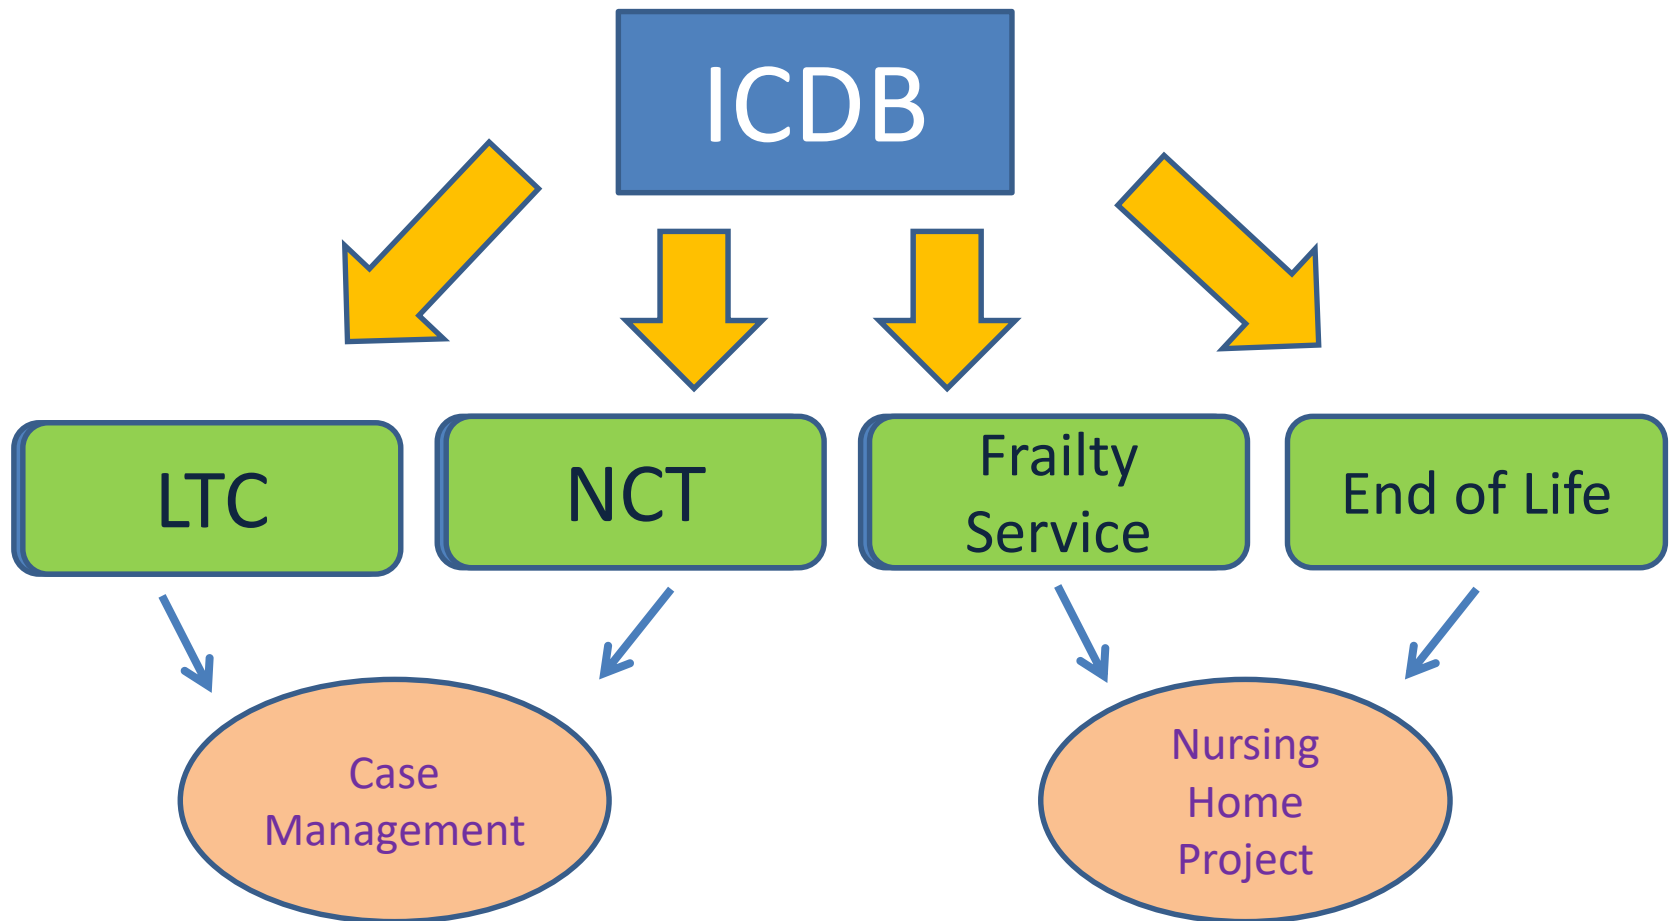 ICDB
LTC
NCT
Frailty
Service
End of Life
Case
Management
Nursing
Home
Project